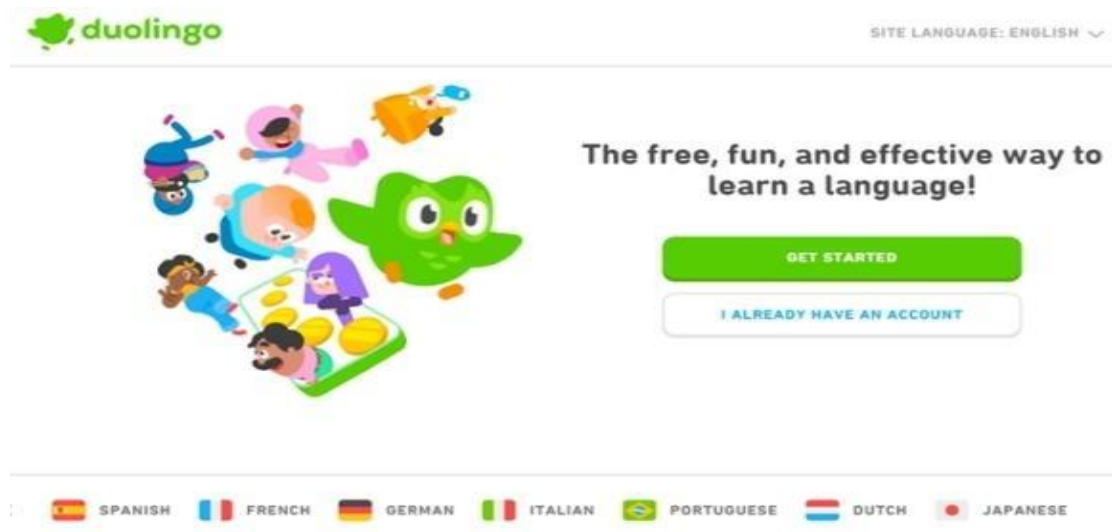 duolingo
SITE LANGUAGE: ENGLISH
The free, fun, and effective way to
learn a language!
GET STARTED
I ALREADY HAVE AN ACCOUNT
SPANISH FRENCH GERMAN ITALIAN PORTUGUESE DUTCH JAPANESE